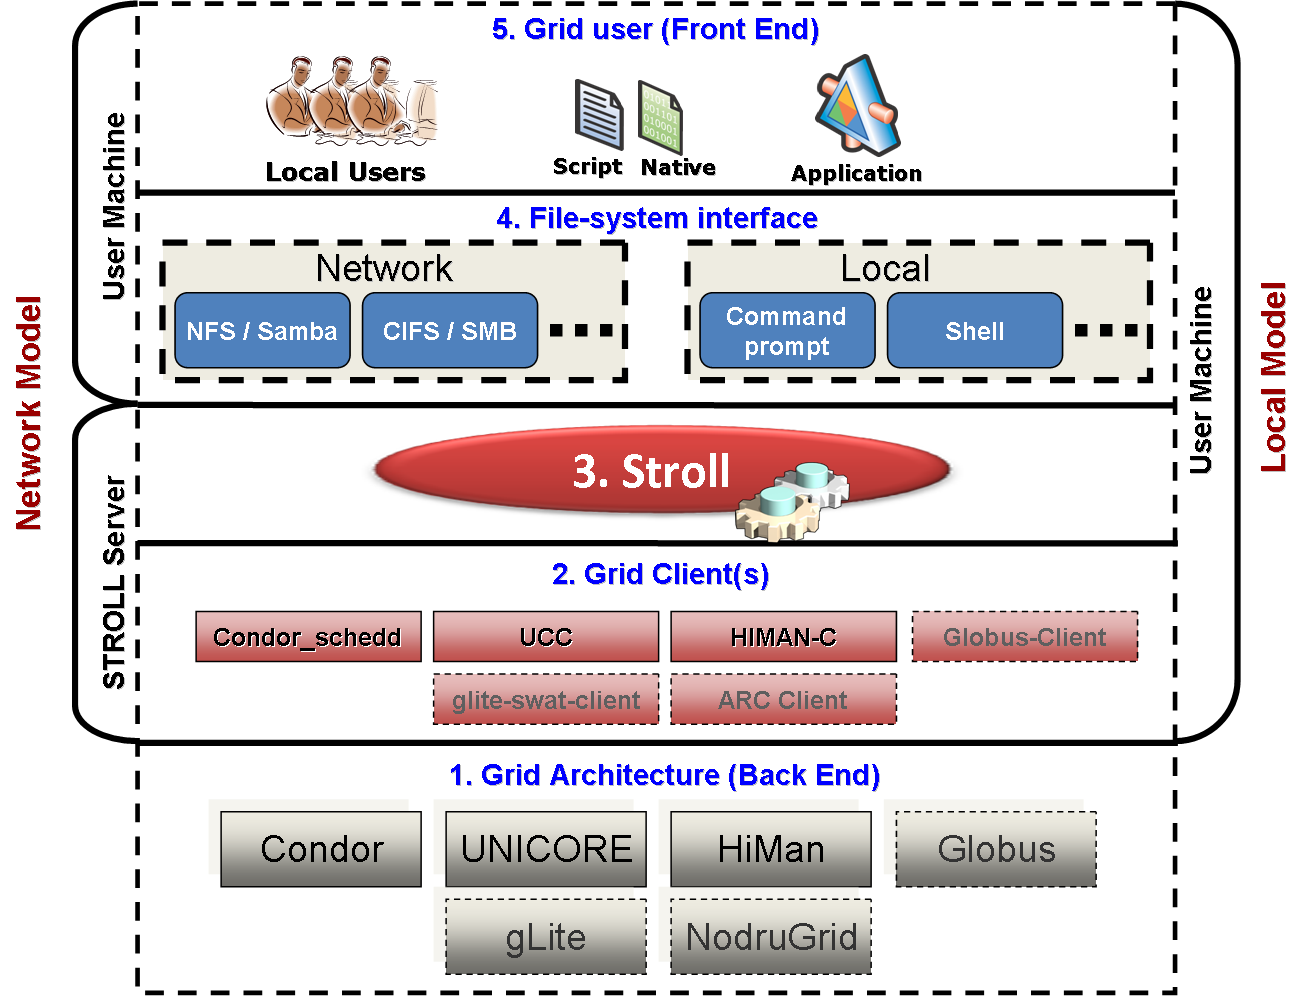 5. Grid user (Front End)
Local Users
Script
Native
Application
4. File-system interface
Network
NFS / Samba
CIFS / SMB
Local
Command
prompt
Shell
3. Stroll
2. Grid Client(s)
Condor_schedd
UCC
HIMAN-C
Globus-Client
glite-swat-client
ARC Client
1. Grid Architecture (Back End)
Condor
UNICORE
HiMan
Globus
gLite
NodruGrid
Network Model
User Machine
STROLL Server
User Machine
Local Model